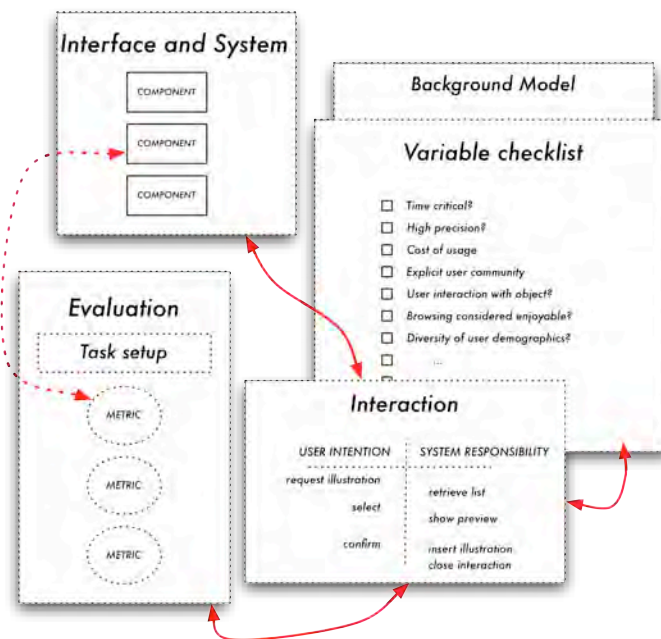 Interface and System
COMPONENT
COMPONENT
COMPONENT
Background Model
Variable checklist
Time critical?
High precision?
Cost of usage
Explicit user community
User interaction with object?
Browsing considered enjoyable?
Diversity of user demographics?
...
Evaluation
Task setup
METRIC
METRIC
METRIC
Interaction
USER INTENTION SYSTEM RESPONSIBILITY
request illustration
retrieve list
select
show preview
confirm
insert illustration
close interaction